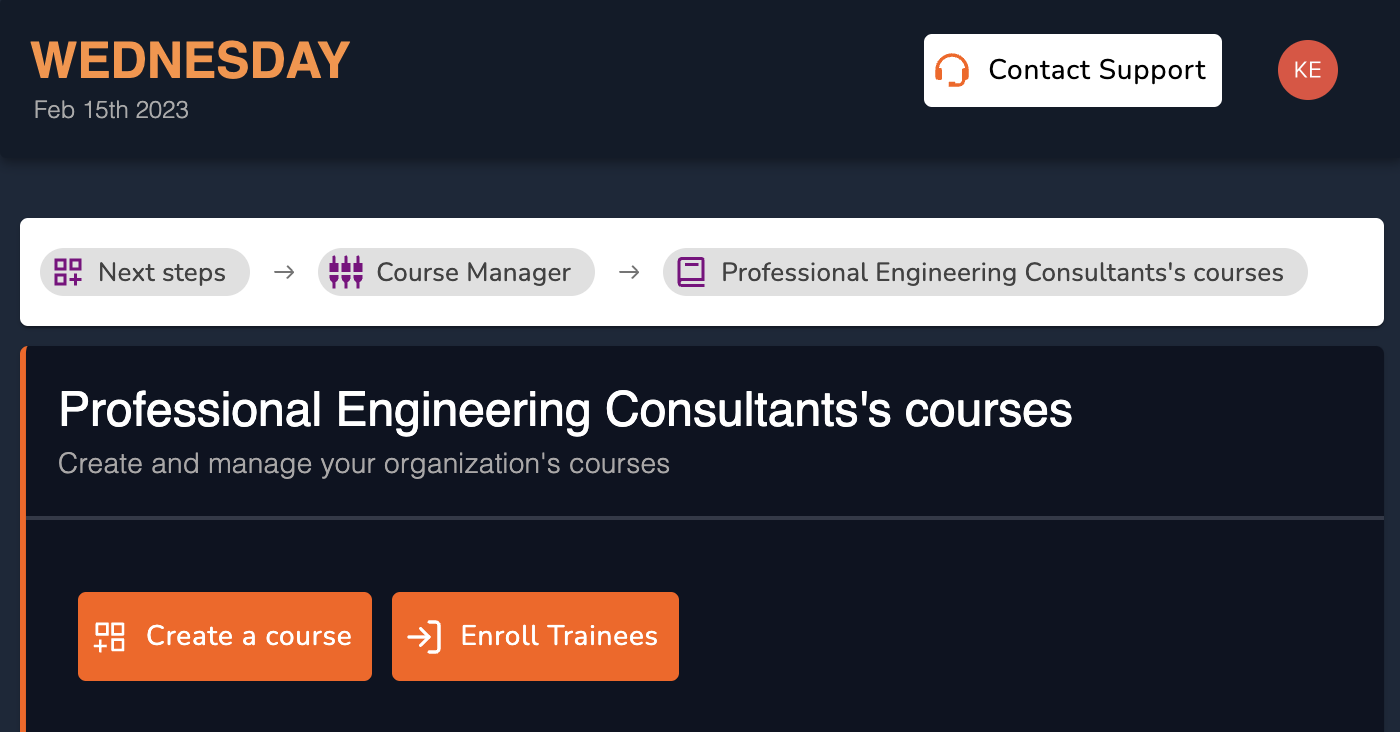 WEDNESDAY
Feb 15th 2023
Contact Support
KE
Next steps → Course Manager → Professional Engineering Consultants's courses
Professional Engineering Consultants's courses
Create and manage your organization's courses
Create a course
Enroll Trainees